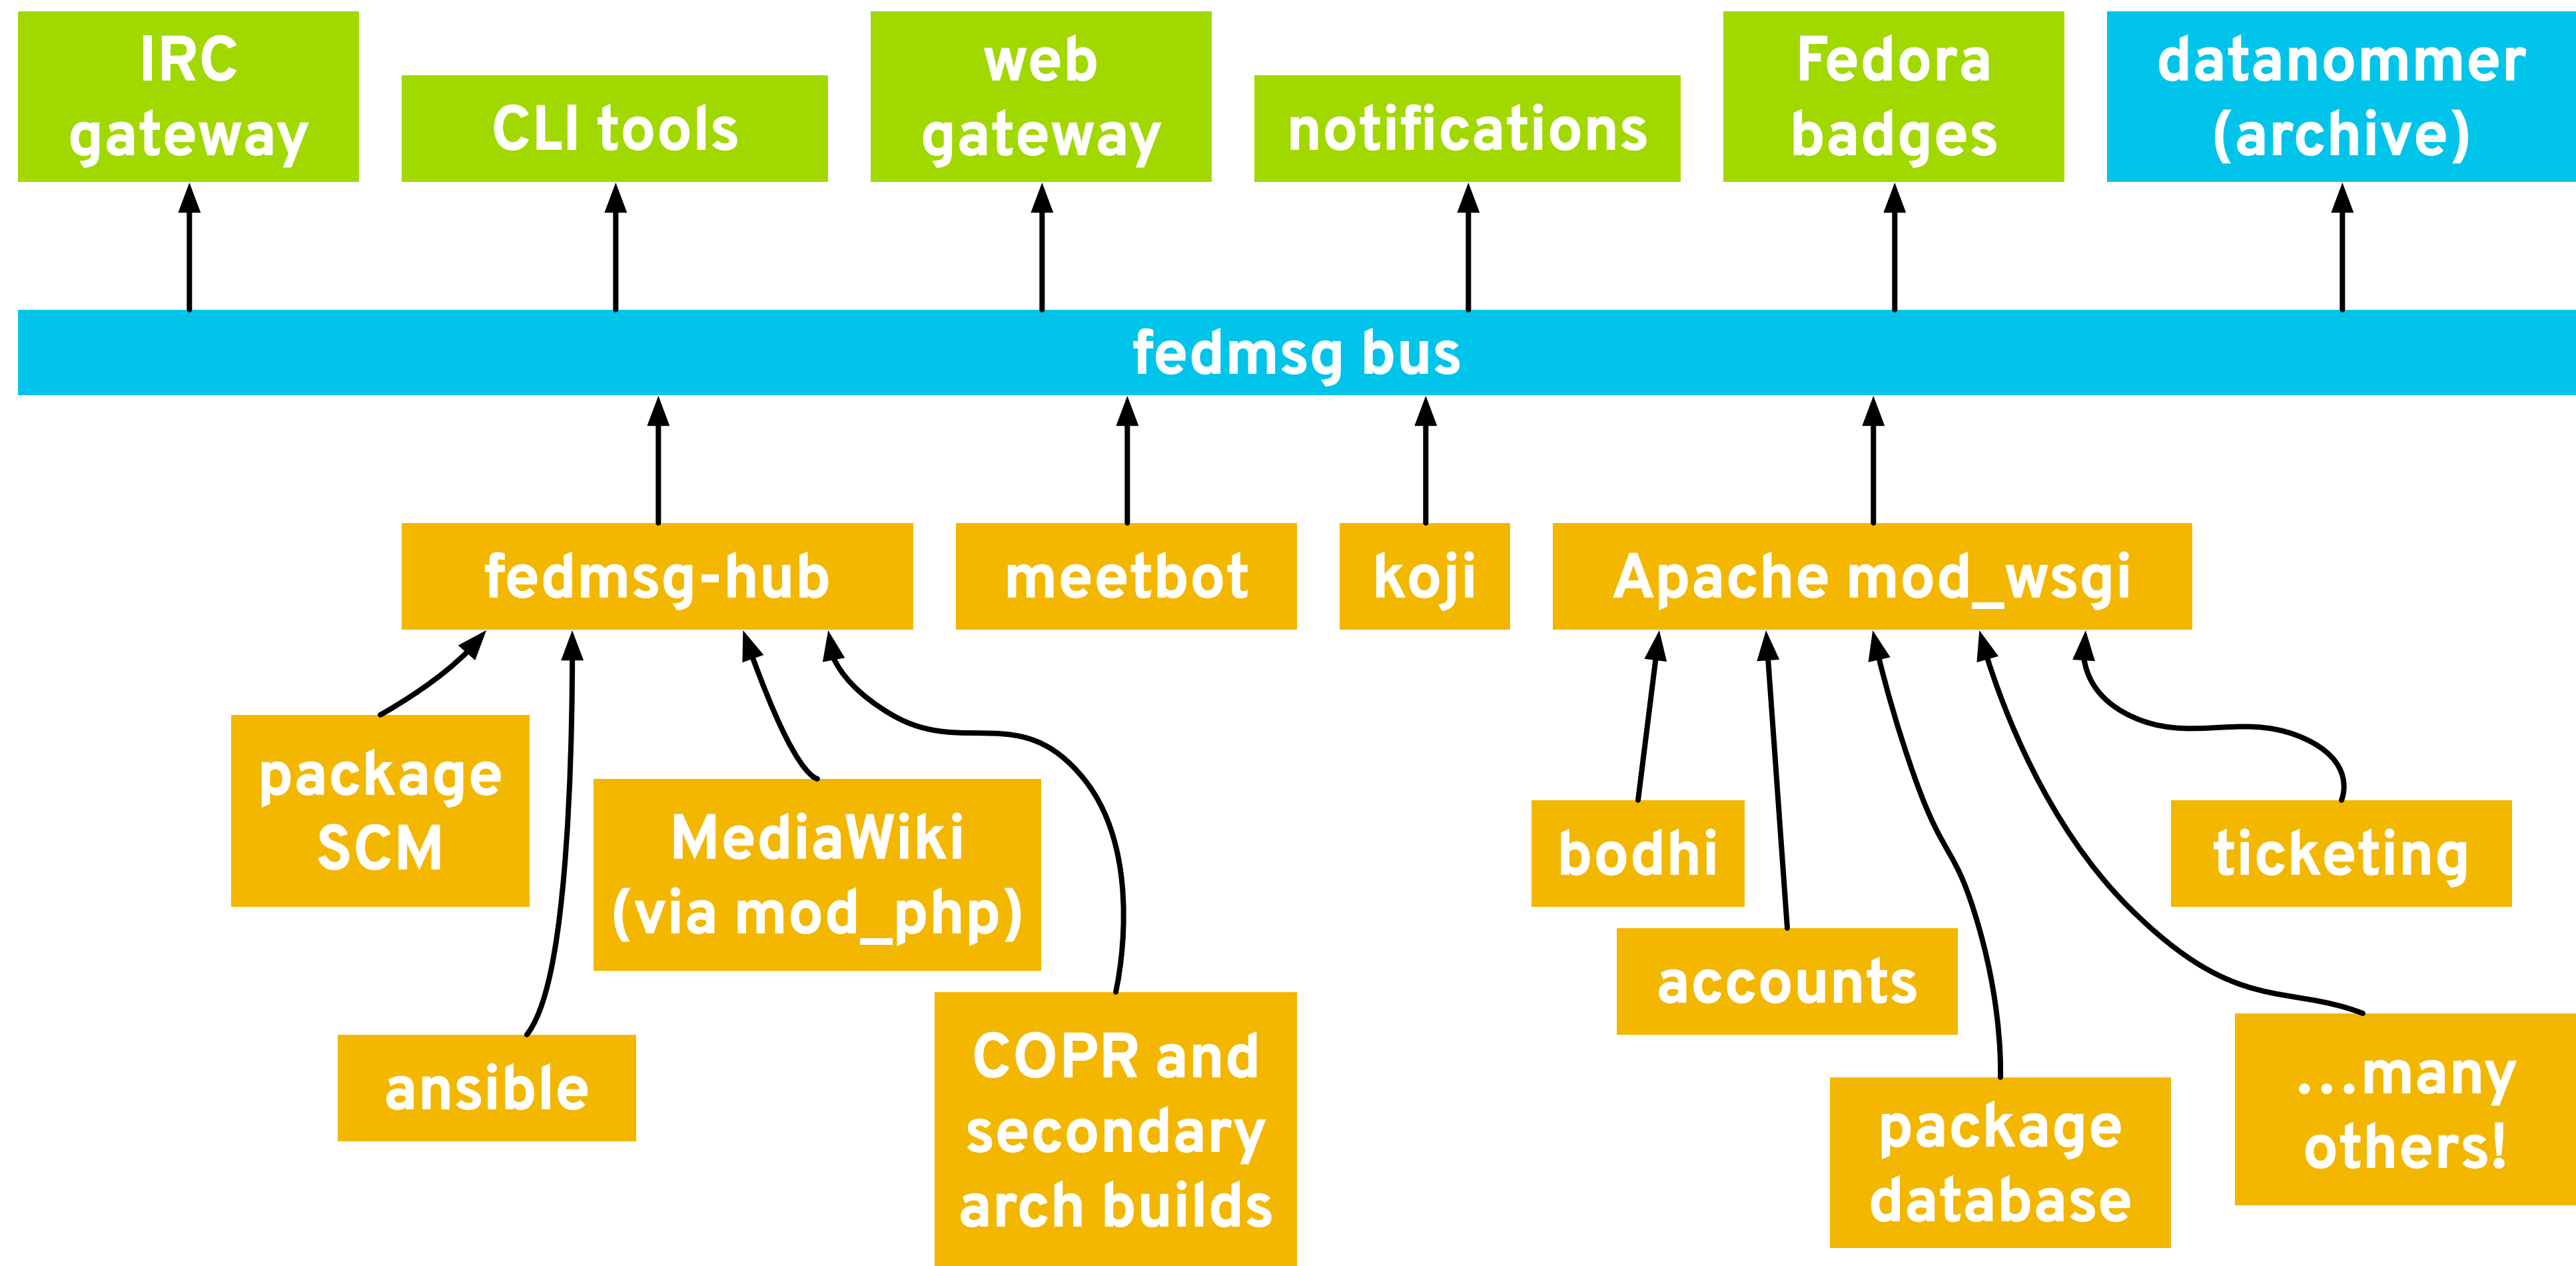 IRC
gateway
CLI tools
web
gateway
notifications
Fedora
badges
datanommer
(archive)
fedmsg bus
fedmsg-hub
meetbot
koji
Apache mod_wsgi
package
SCM
MediaWiki
(via mod_php)
ansible
COPR and
secondary
arch builds
bodhi
accounts
package
database
...many
others!
ticketing